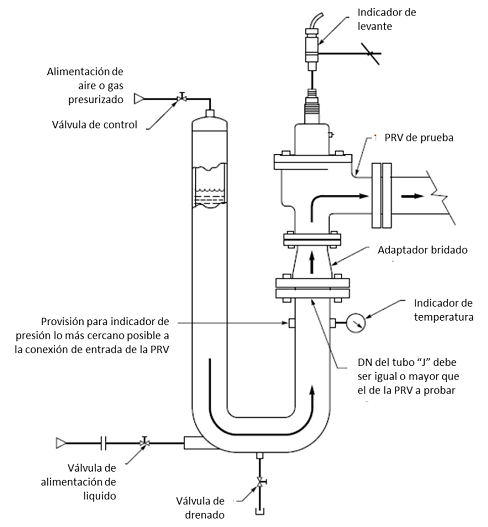 Indicador de
levante
Alimentación de
aire o gas
presurizado
Válvula de control
PRV de prueba
Adaptador bridado
Indicador de
temperatura
Provisión para indicador de
presión lo más cercano posible a
la conexión de entrada de la PRV
DN del tubo “J” debe
ser igual o mayor que
el de la PRV a probar
Válvula de
alimentación de
liquido
Válvula de
drenado